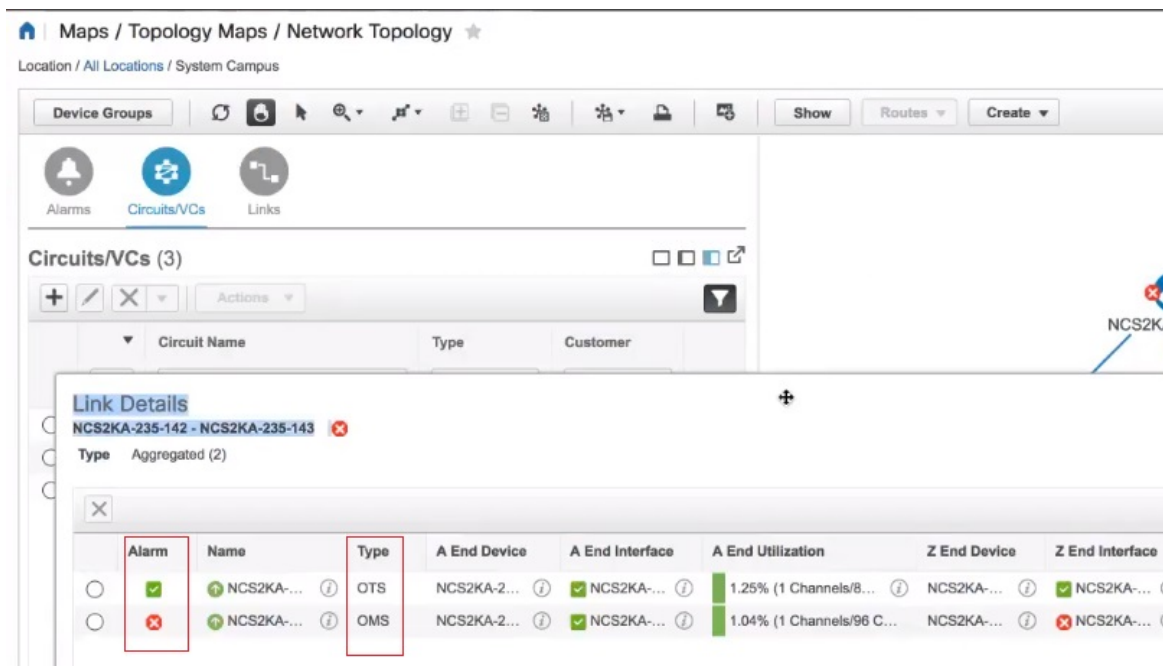 Maps / Topology Maps / Network Topology
Location / All Locations / System Campus
Device Groups Show Routes Create
Alarms Circuits/VCs Links
Circuits/VCs (3)
Actions
Circuit Name Type Customer
NCS2K
Link Details
NCS2KA-235-142 - NCS2KA-235-143
Type Aggregated (2)
Alarm Name Type A End Device A End Interface A End Utilization Z End Device Z End Interface
NCS2KA-... OTS NCS2KA-2... NCS2KA-... 1.25% (1 Channels/8... NCS2KA-... NCS2KA-...
NCS2KA-... OMS NCS2KA-2... NCS2KA-... 1.04% (1 Channels/96 C... NCS2KA-... NCS2KA-...